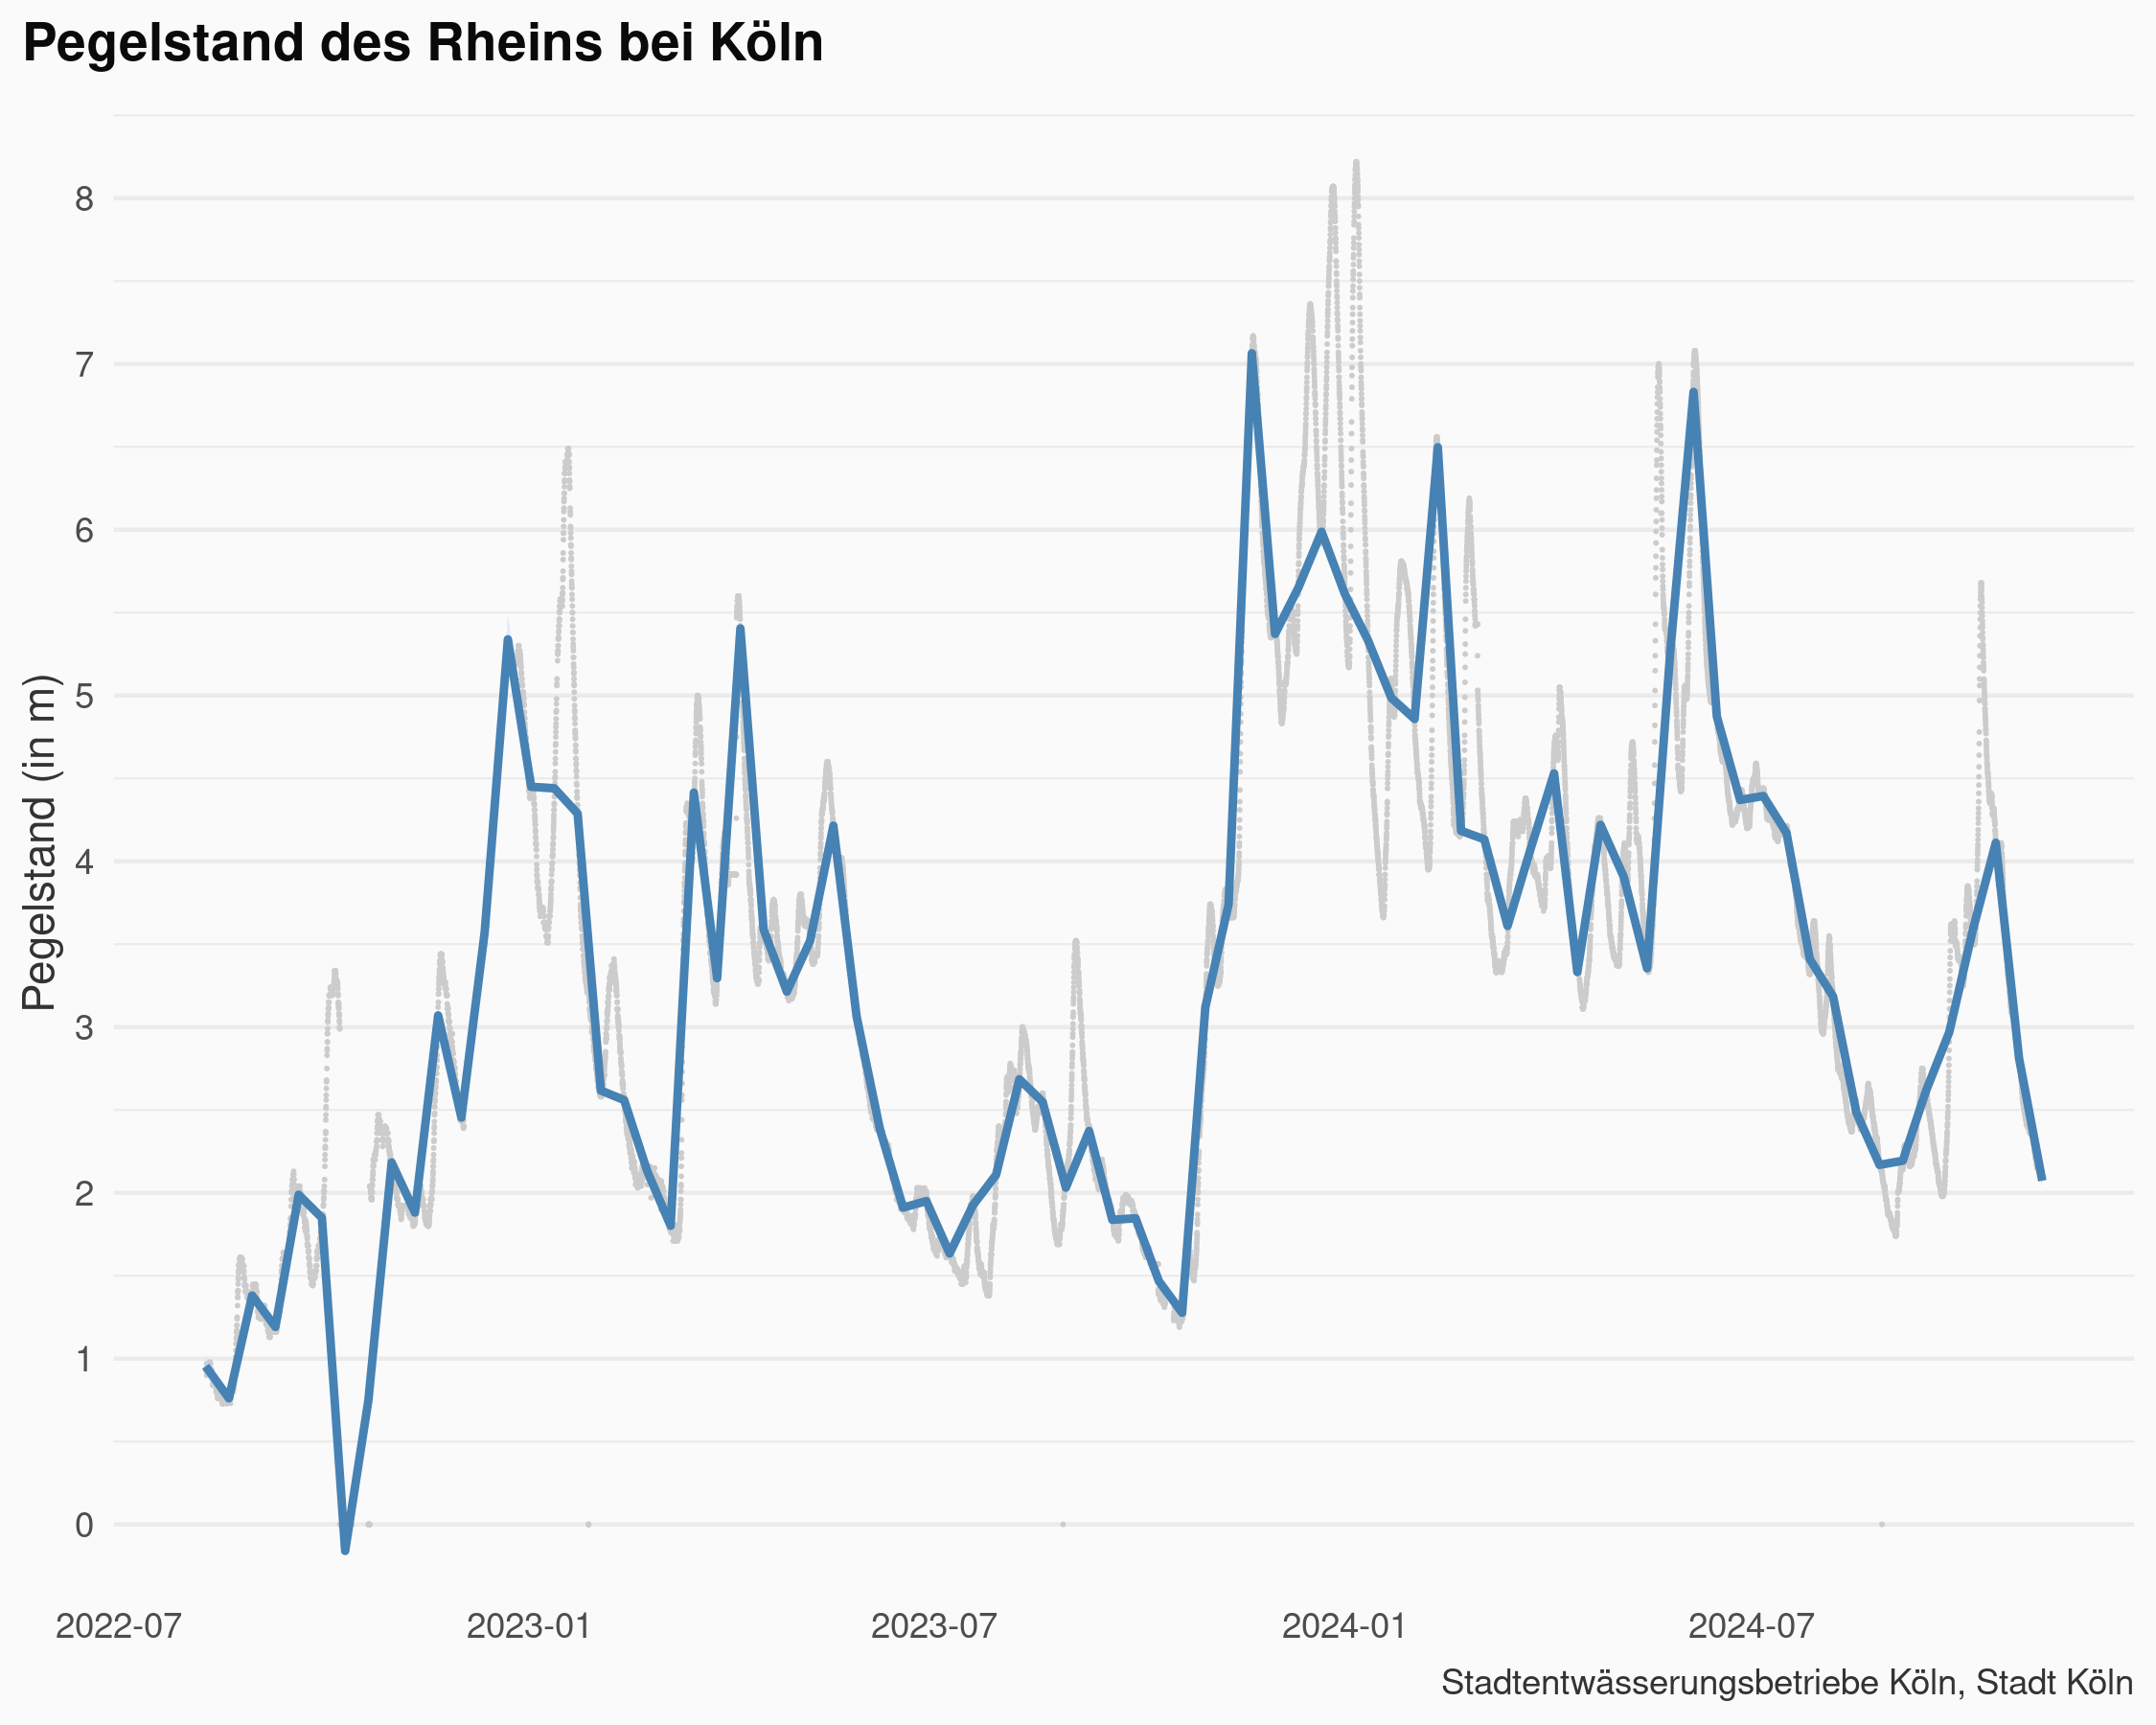 Pegelstand des Rheins bei Köln
Pegelstand (in m)
8
7
6
5
4
3
2
1
0
2022-07 2023-01 2023-07 2024-01 2024-07
Stadtentwässerungsbetriebe Köln, Stadt Köln